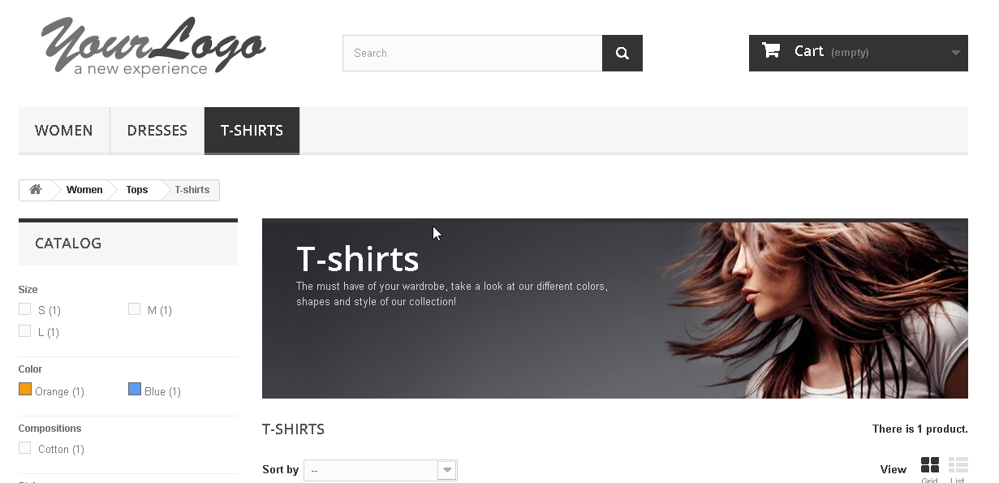 YourLogo
a new experience
Search
Cart (empty)
WOMEN DRESSES T-SHIRTS
Women Tops T-shirts
CATALOG
Size
S (1) M (1)
L (1)
Color
Orange (1) Blue (1)
Compositions
Cotton (1)
T-shirts
The must have of your wardrobe, take a look at our different colors,
shapes and style of our collection!
T-SHIRTS
There is 1 product.
Sort by --
View
Grid List